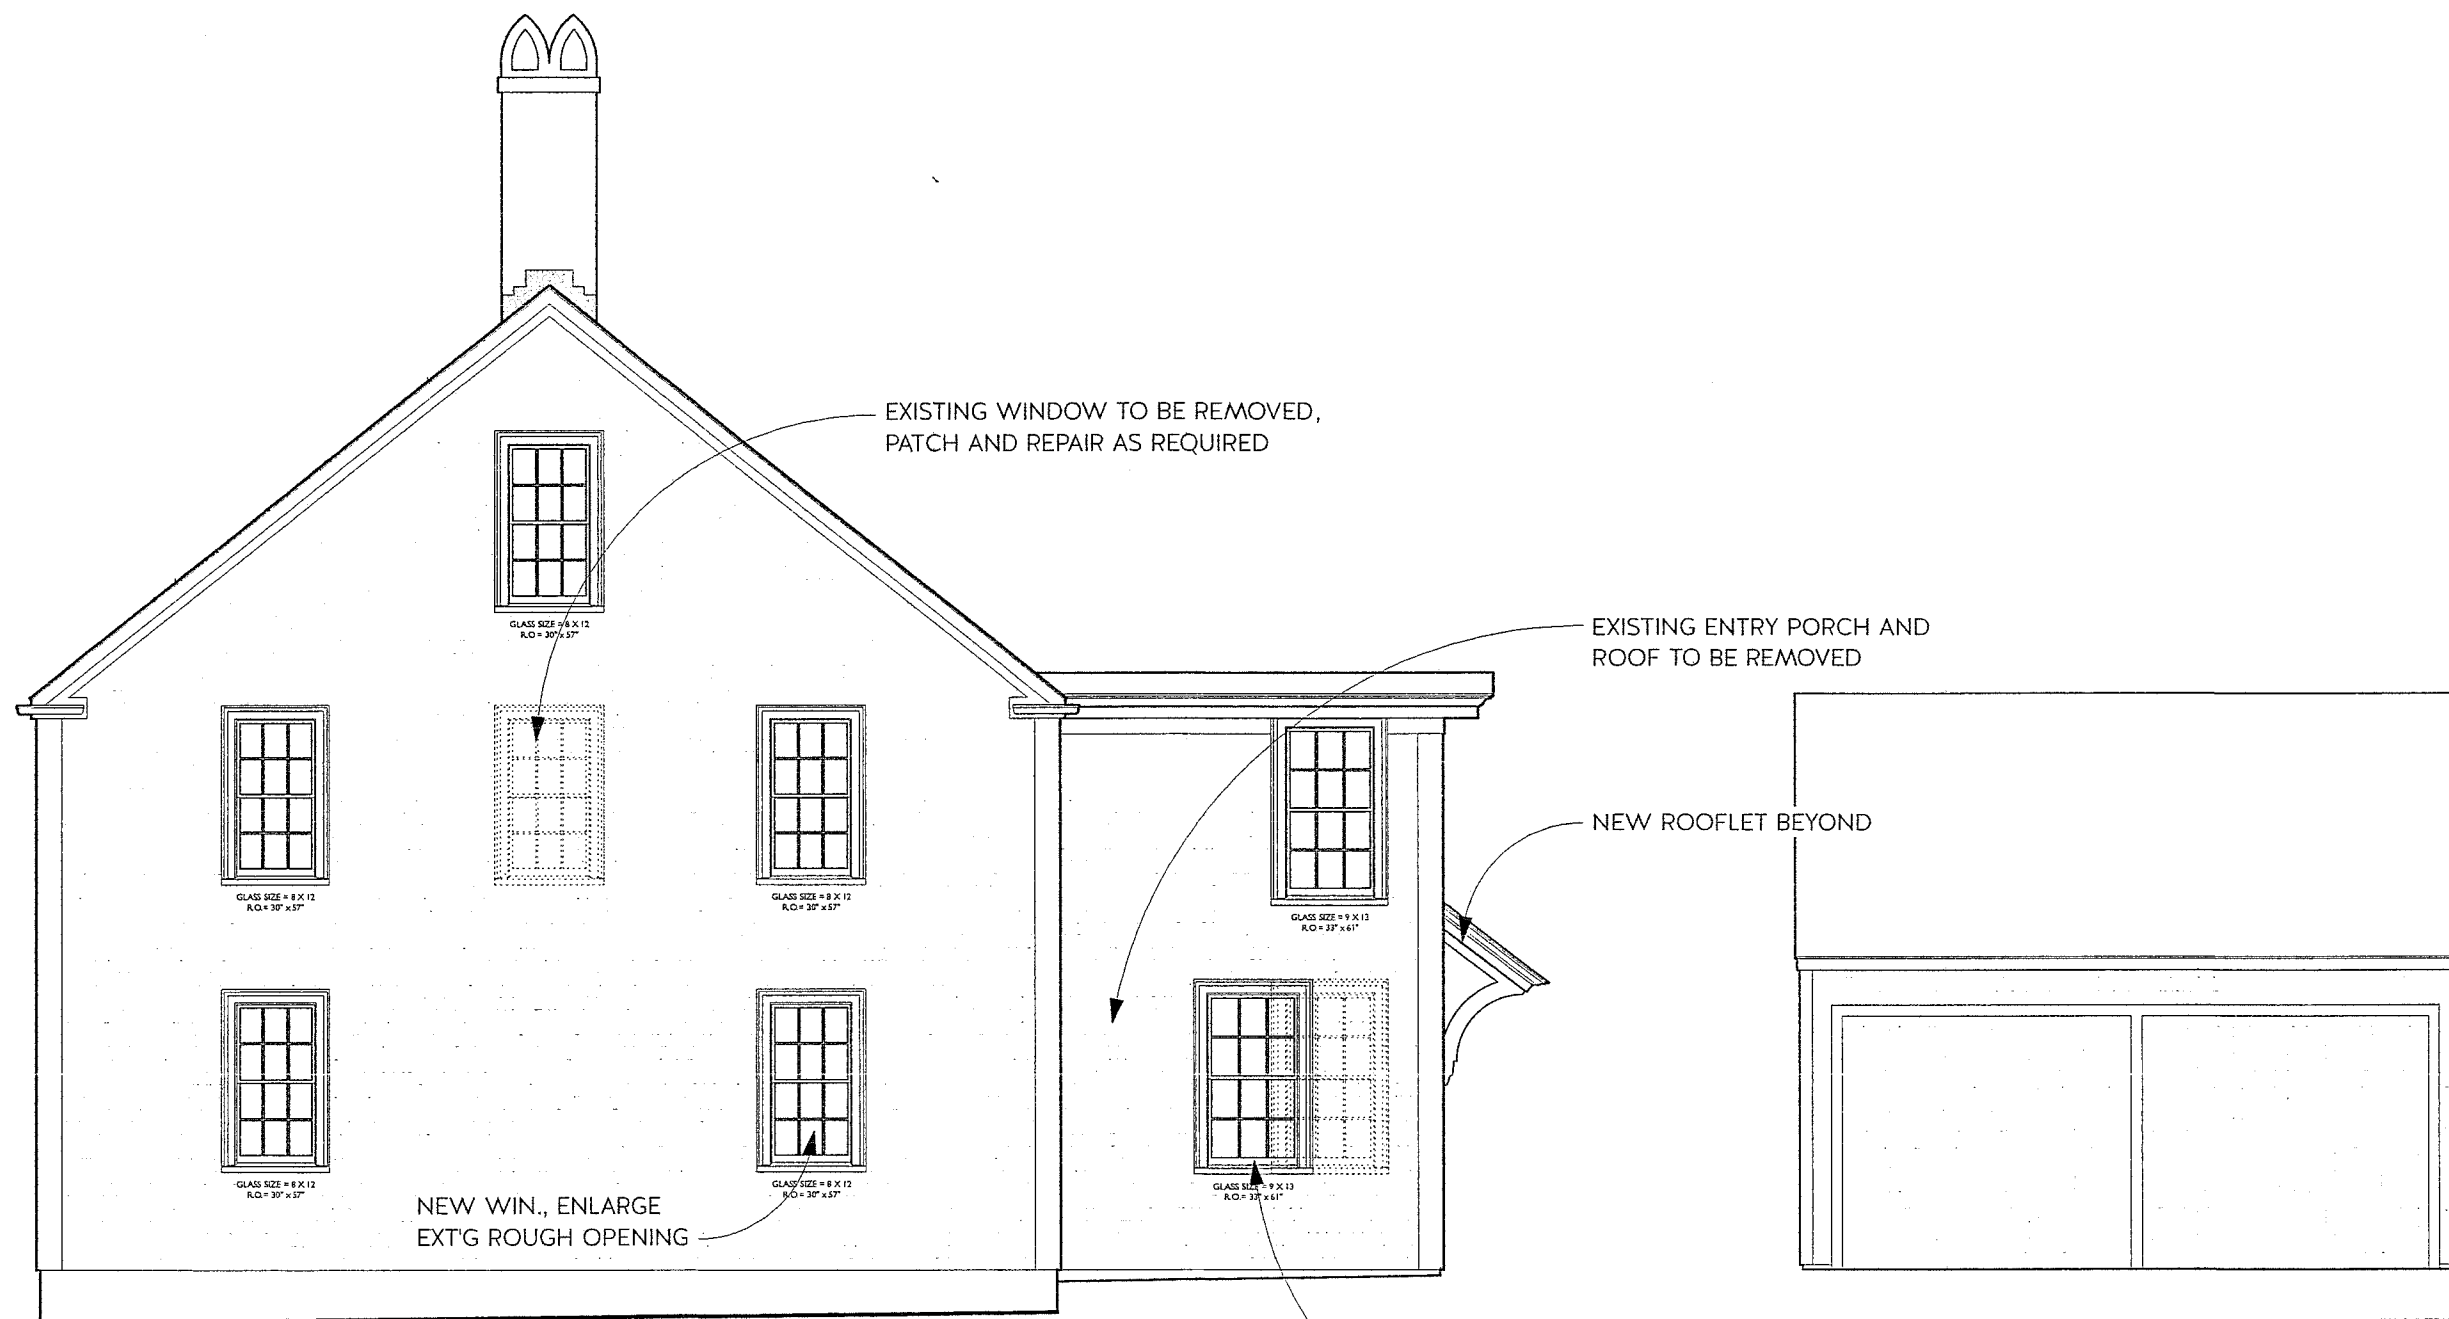 EXISTING WINDOW TO BE REMOVED,
PATCH AND REPAIR AS REQUIRED
GLASS SIZE = 8 X 12
R.O = 30" x 57"
EXISTING ENTRY PORCH AND
ROOF TO BE REMOVED
NEW ROOFLET BEYOND
GLASS SIZE = 8 X 12
R.O.= 30" x 57"
GLASS SIZE = 8 X 12
R.O.= 30" x 57"
GLASS SIZE = 9 X 13
R.O = 33" x 61"
GLASS SIZE = 8 X 12
R.O.= 30" x 57"
GLASS SIZE = 8 X 12
R.O.= 30" x 57"
GLASS SIZE = 9 X 13
R.O.= 33" x 61"
NEW WIN., ENLARGE
EXT'G ROUGH OPENING